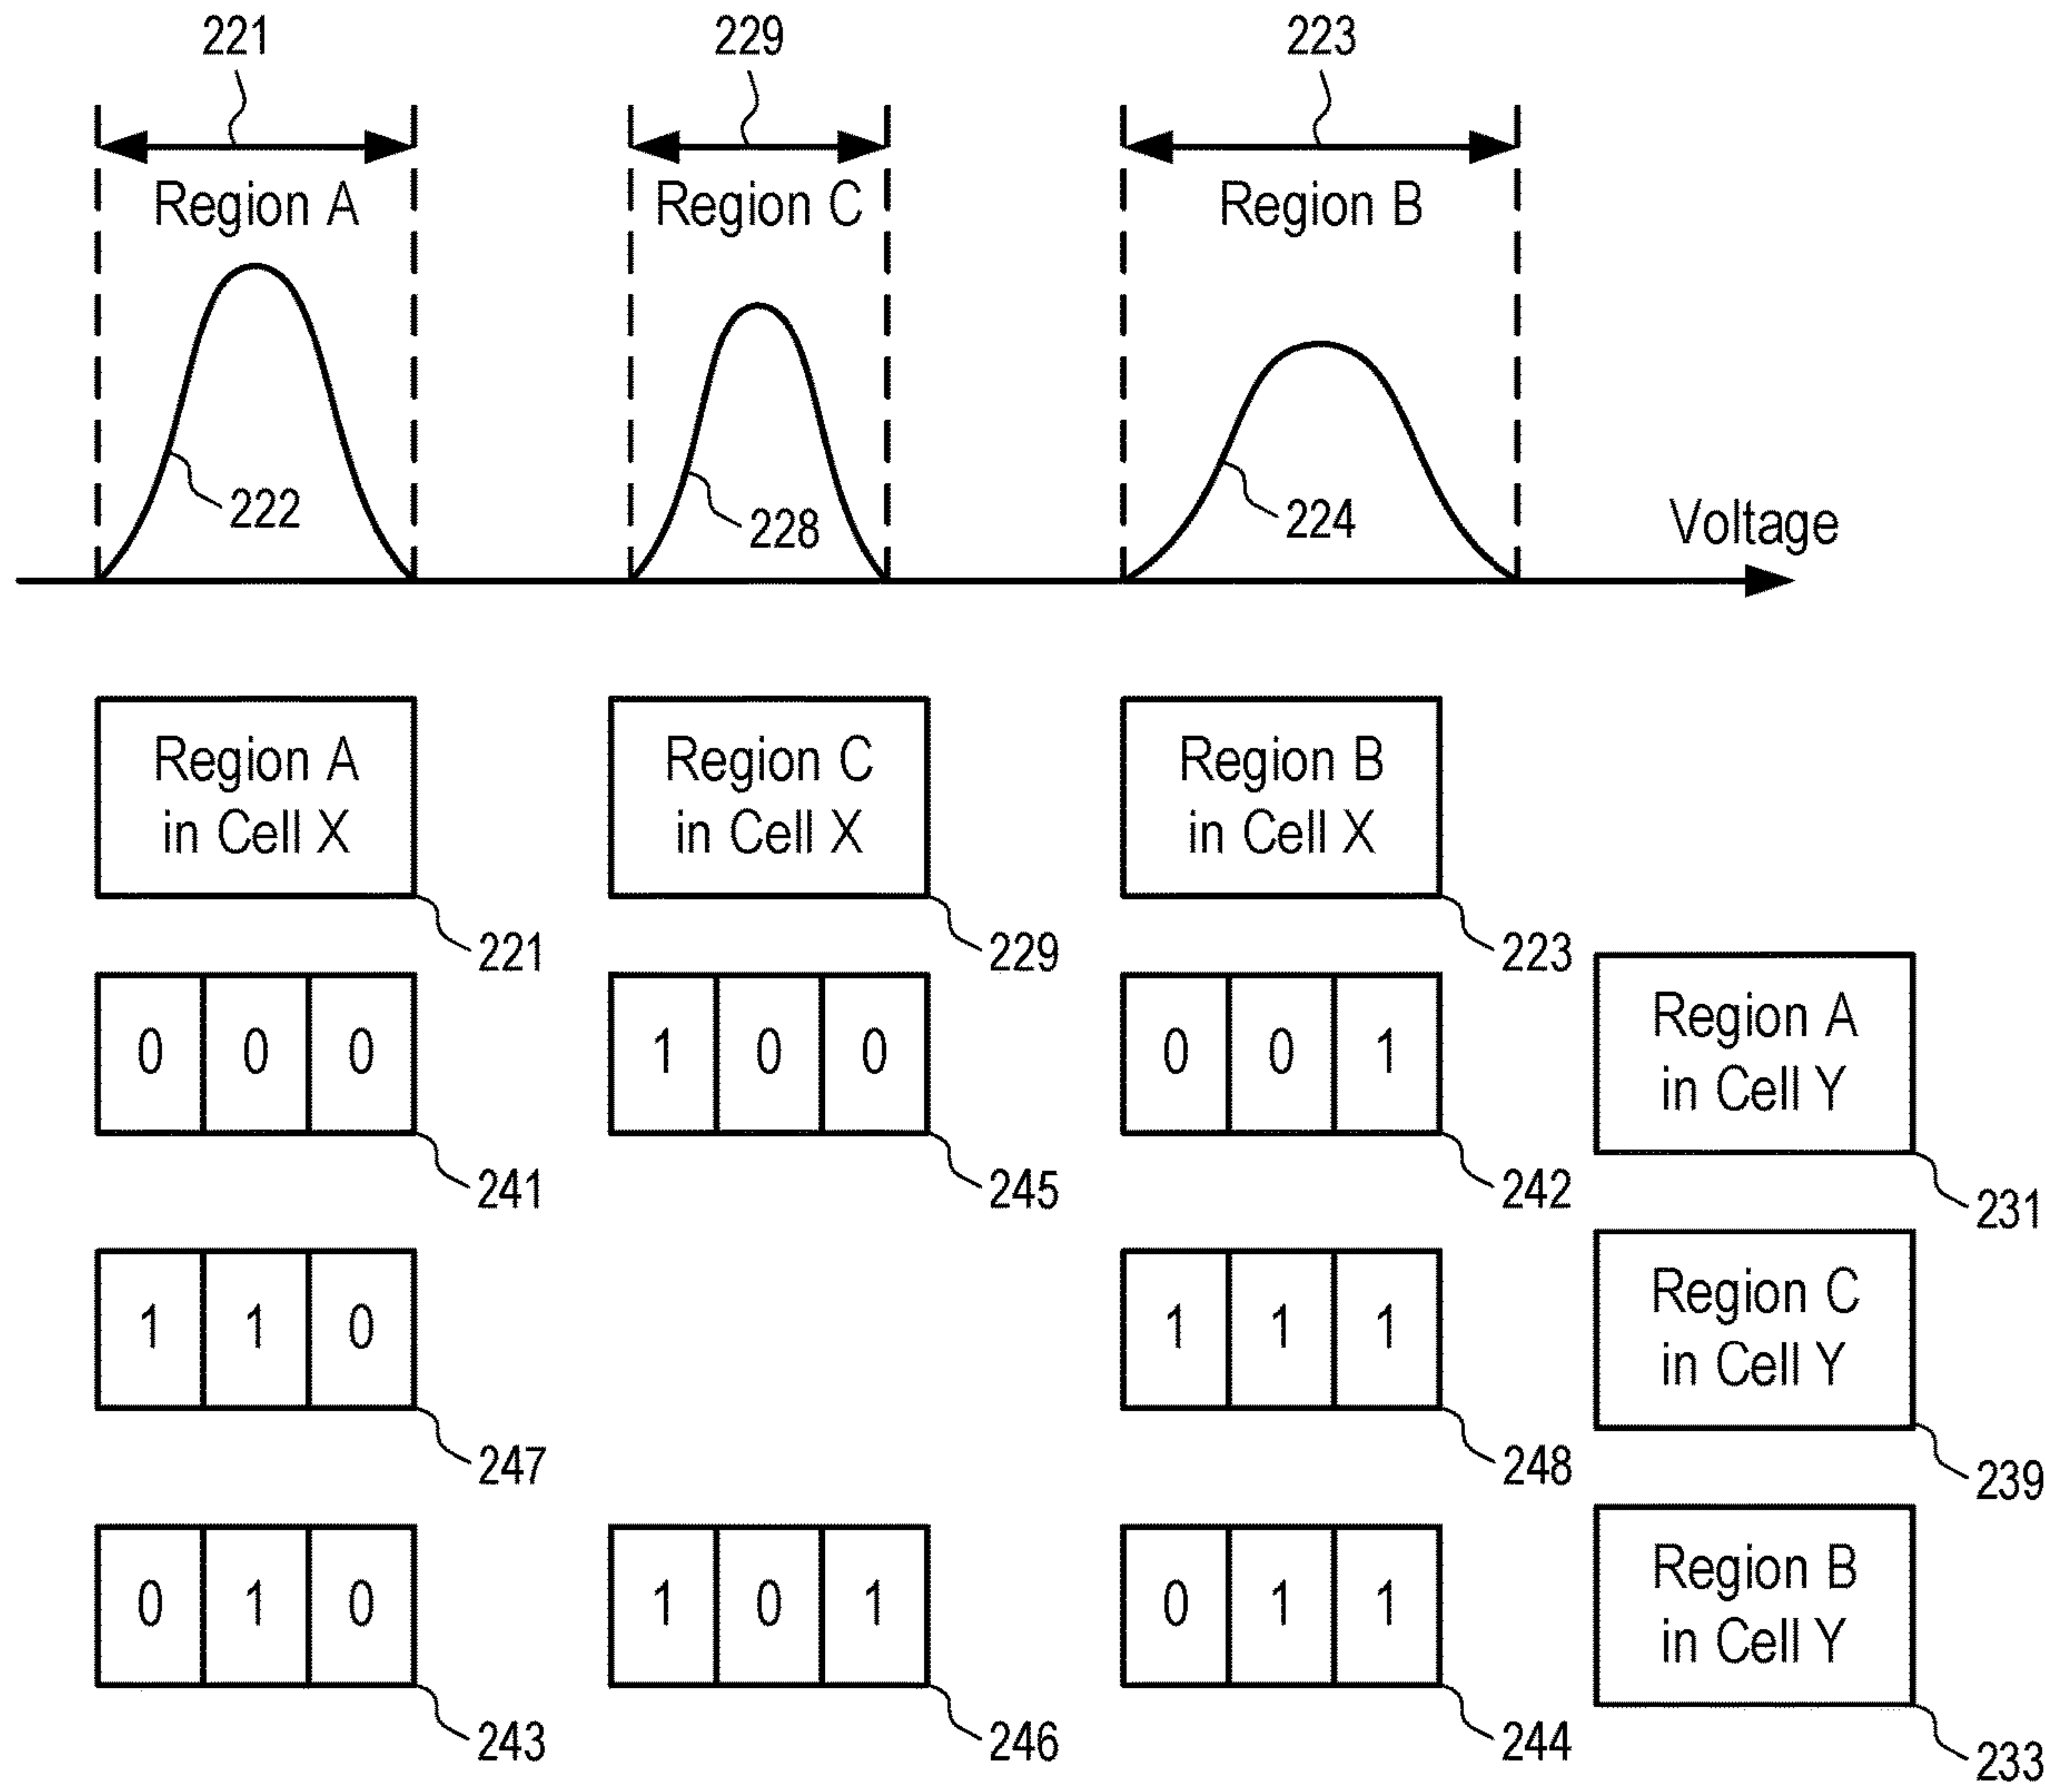 221 229 223
Region A Region C Region B
222 228 224
Voltage
Region A
in Cell X
221
Region C
in Cell X
229
Region B
in Cell X
223
0 0 0
241
1 0 0
245
0 0 1
242
Region A
in Cell Y
231
1 1 0
247
1 1 1
248
Region C
in Cell Y
239
0 1 0
243
1 0 1
246
0 1 1
244
Region B
in Cell Y
233